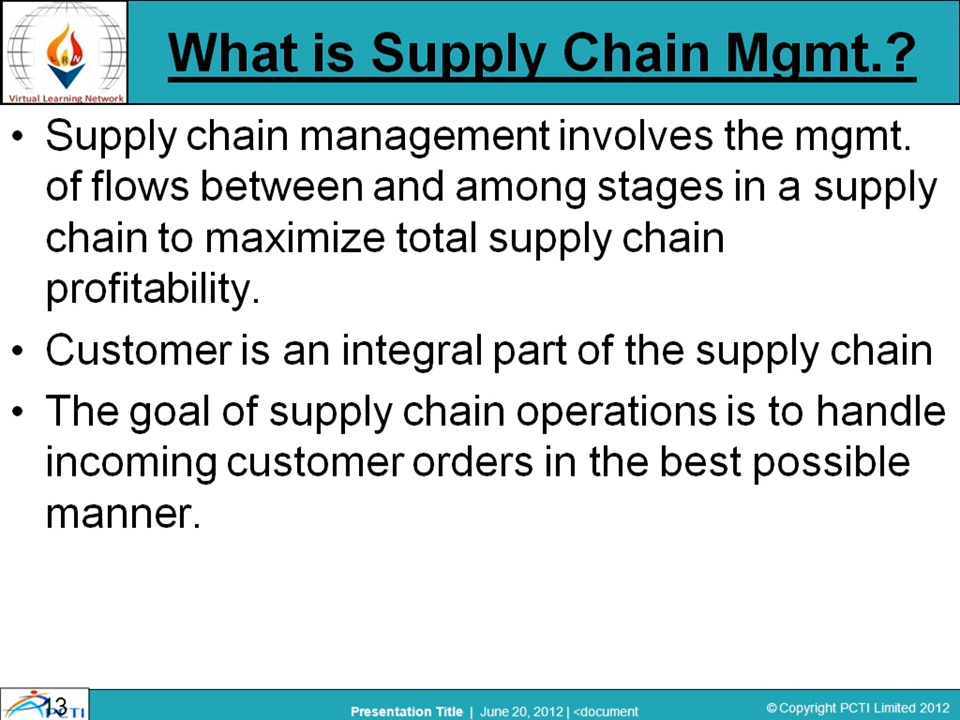 What is Supply Chain Mgmt.?
Virtual Learning Network
• Supply chain management involves the mgmt.
of flows between and among stages in a supply
chain to maximize total supply chain
profitability.
• Customer is an integral part of the supply chain
• The goal of supply chain operations is to handle
incoming customer orders in the best possible
manner.
13
PCTI
Presentation Title | June 20, 2012 | <document
© Copyright PCTI Limited 2012